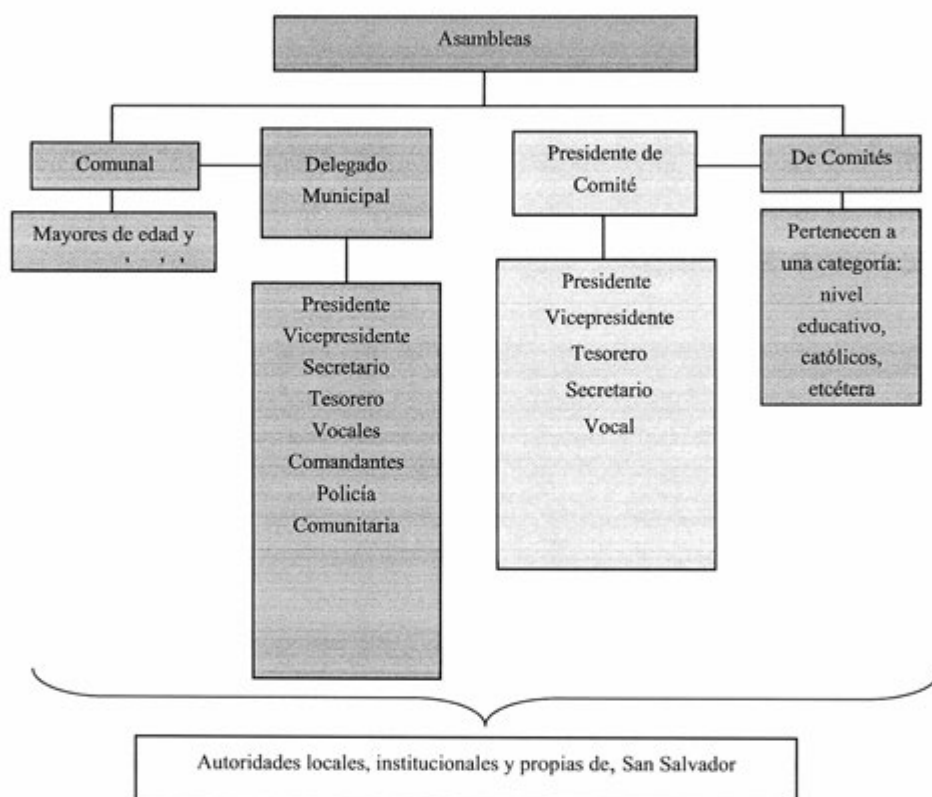 Asambleas
Comunal
Mayores de edad y
Delegado
Municipal
Presidente
Vicepresidente
Secretario
Tesorero
Vocales
Comandantes
Policía
Comunitaria
Presidente de
Comité
Presidente
Vicepresidente
Tesorero
Secretario
Vocal
De Comités
Pertenecen a
una categoría:
nivel
educativo,
católicos,
etcétera
Autoridades locales, institucionales y propias de, San Salvador